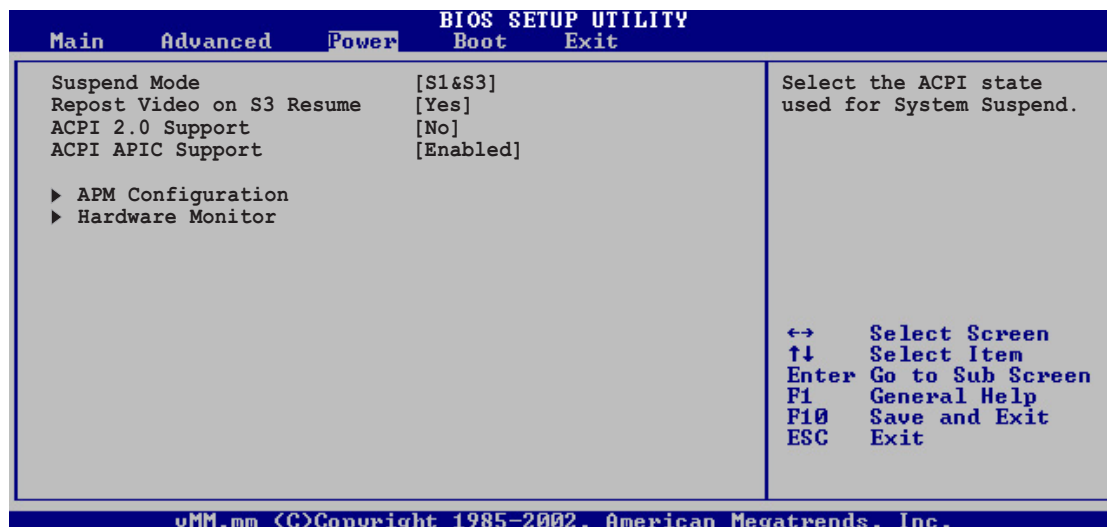 BIOS SETUP UTILITY
Main Advanced Power Boot Exit
Suspend Mode [S1&S3]
Repost Video on S3 Resume [Yes]
ACPI 2.0 Support [No]
ACPI APIC Support [Enabled]
▶ APM Configuration
▶ Hardware Monitor
Select the ACPI state
used for System Suspend.
←→ Select Screen
↑↓ Select Item
Enter Go to Sub Screen
F1 General Help
F10 Save and Exit
ESC Exit
vMM.mm (C)Copyright 1985-2002, American Megatrends, Inc.